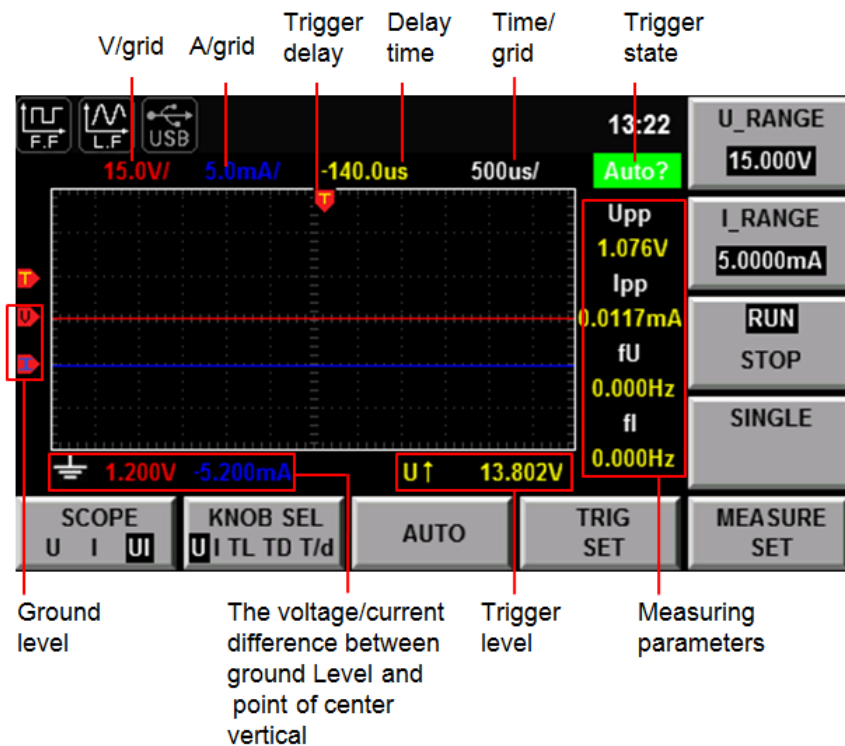 V/grid A/grid Trigger delay Delay time Time/ grid Trigger state
F.F L.F USB 13:22 U_RANGE
15.0V/ 5.0mA/ -140.0us 500us/ Auto? 15.000V
T
Upp I_RANGE
1.076V 5.0000mA
T Ipp
U 0.0117mA RUN
I fU STOP
0.000Hz
fI SINGLE
1.200V -5.200mA U↑ 13.802V 0.000Hz
SCOPE KNOB SEL AUTO TRIG MEASURE
U I UI U I TL TD T/d SET SET
Ground level
The voltage/current
difference between
ground Level and
point of center
vertical
Trigger level
Measuring parameters